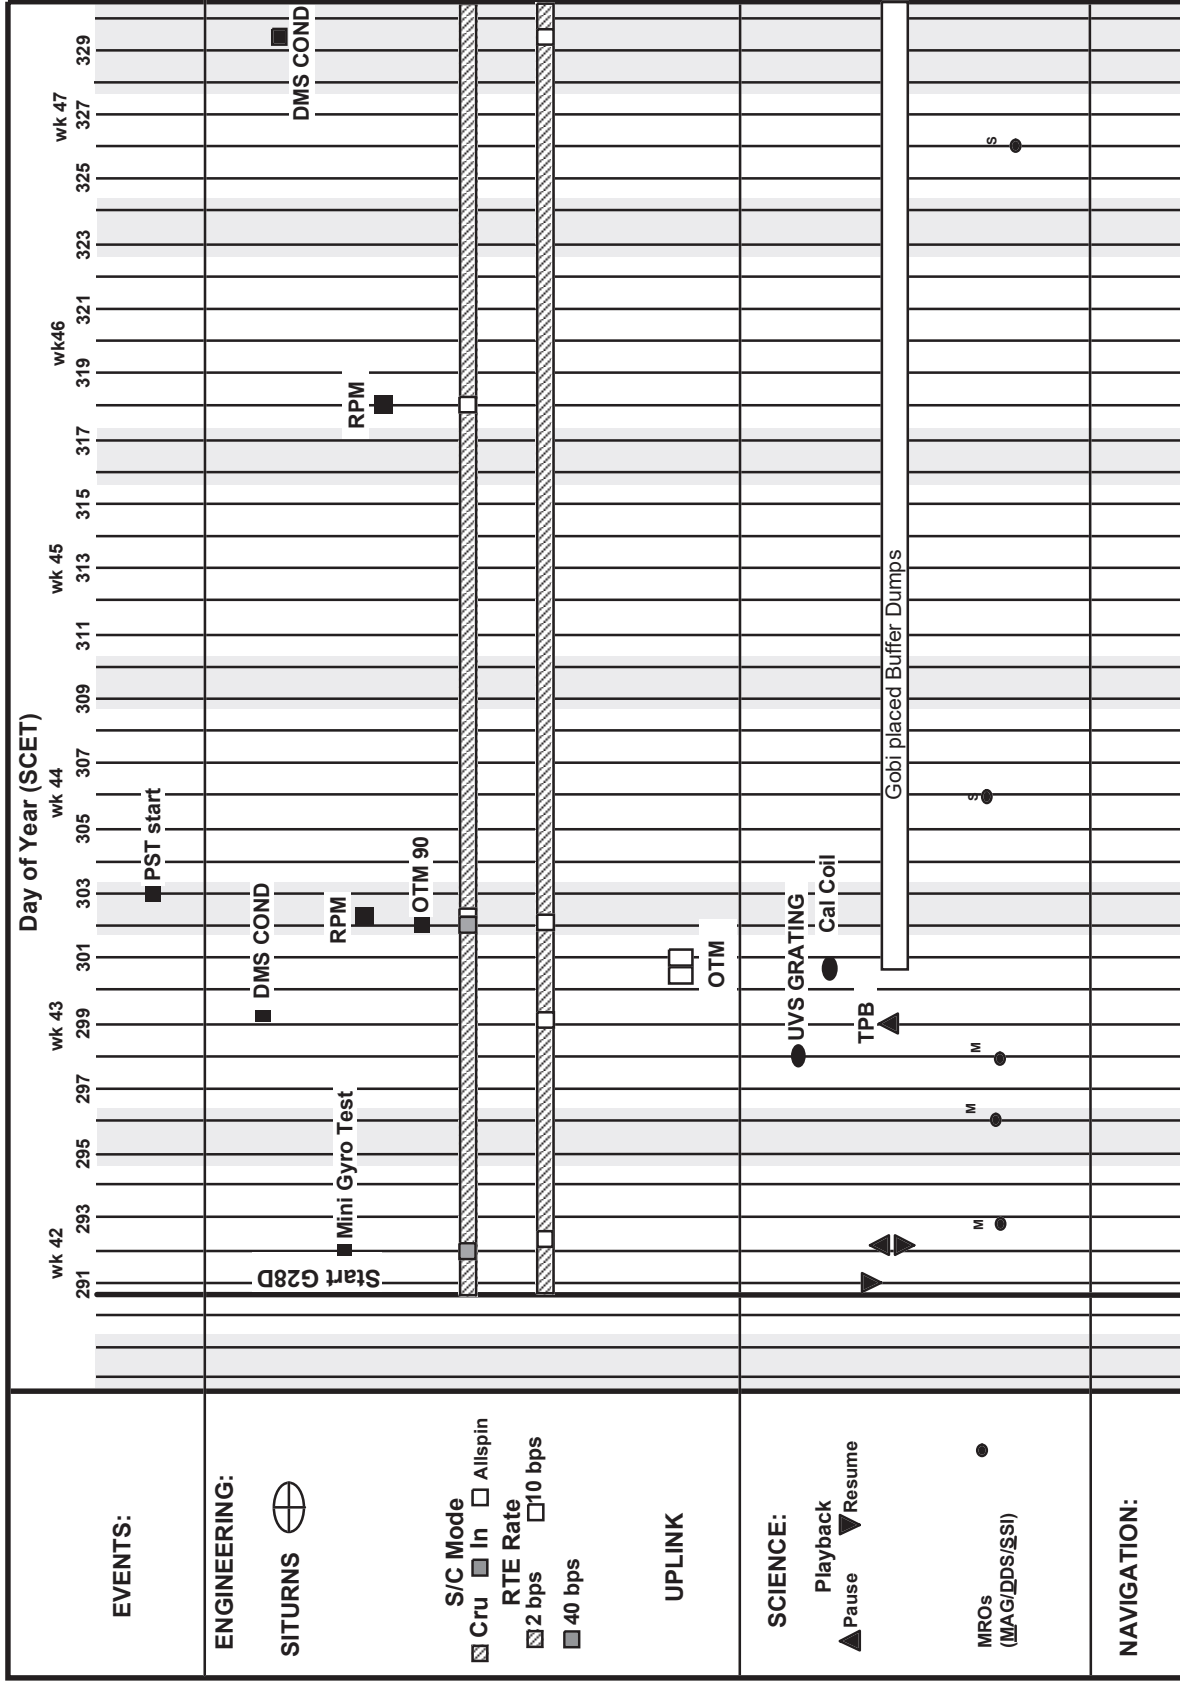 Day of Year (SCET)
wk 42
wk 43
wk 44
wk 45
wk46
wk 47
291
293
295
297
299
301
303
305
307
309
311
313
315
317
319
321
323
325
327
329
EVENTS:
PST start
ENGINEERING:
SITURNS
Start G28D
DMS COND
DMS COND
Mini Gyro Test
RPM
RPM
OTM 90
S/C Mode
Cru In Allspin
RTE Rate
2 bps 10 bps
40 bps
UPLINK
OTM
SCIENCE:
UVS GRATING
Cal Coil
Playback
Pause Resume
TPB
Gobi placed Buffer Dumps
MROs
(MAG/DDS/SSI)
M
M
M
S
S
NAVIGATION: